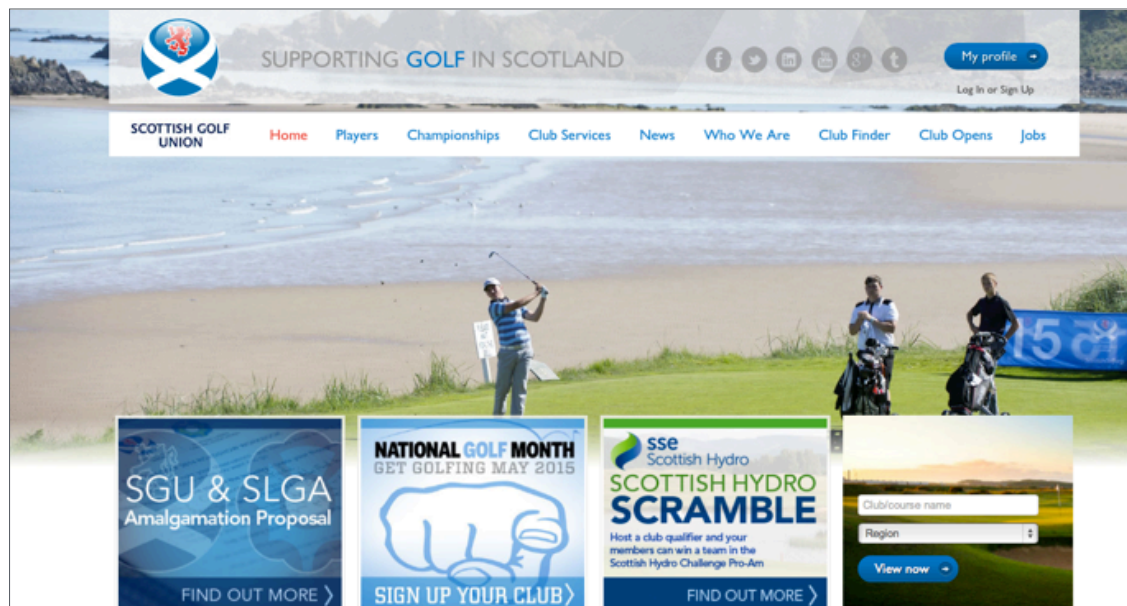 SUPPORTING GOLF IN SCOTLAND
My profile
Log In or Sign Up
SCOTTISH GOLF
UNION
Home Players Championships Club Services News Who We Are Club Finder Club Opens Jobs
15
SGU & SLGA
Amalgamation Proposal
FIND OUT MORE
NATIONAL GOLF MONTH
GET GOLFING MAY 2015
SIGN UP YOUR CLUB
sse
Scottish Hydro
SCOTTISH HYDRO
SCRAMBLE
Host a club qualifier and your
members can win a team in the
Scottish Hydro Challenge Pro-Am
FIND OUT MORE
Club/course name
Region
View now